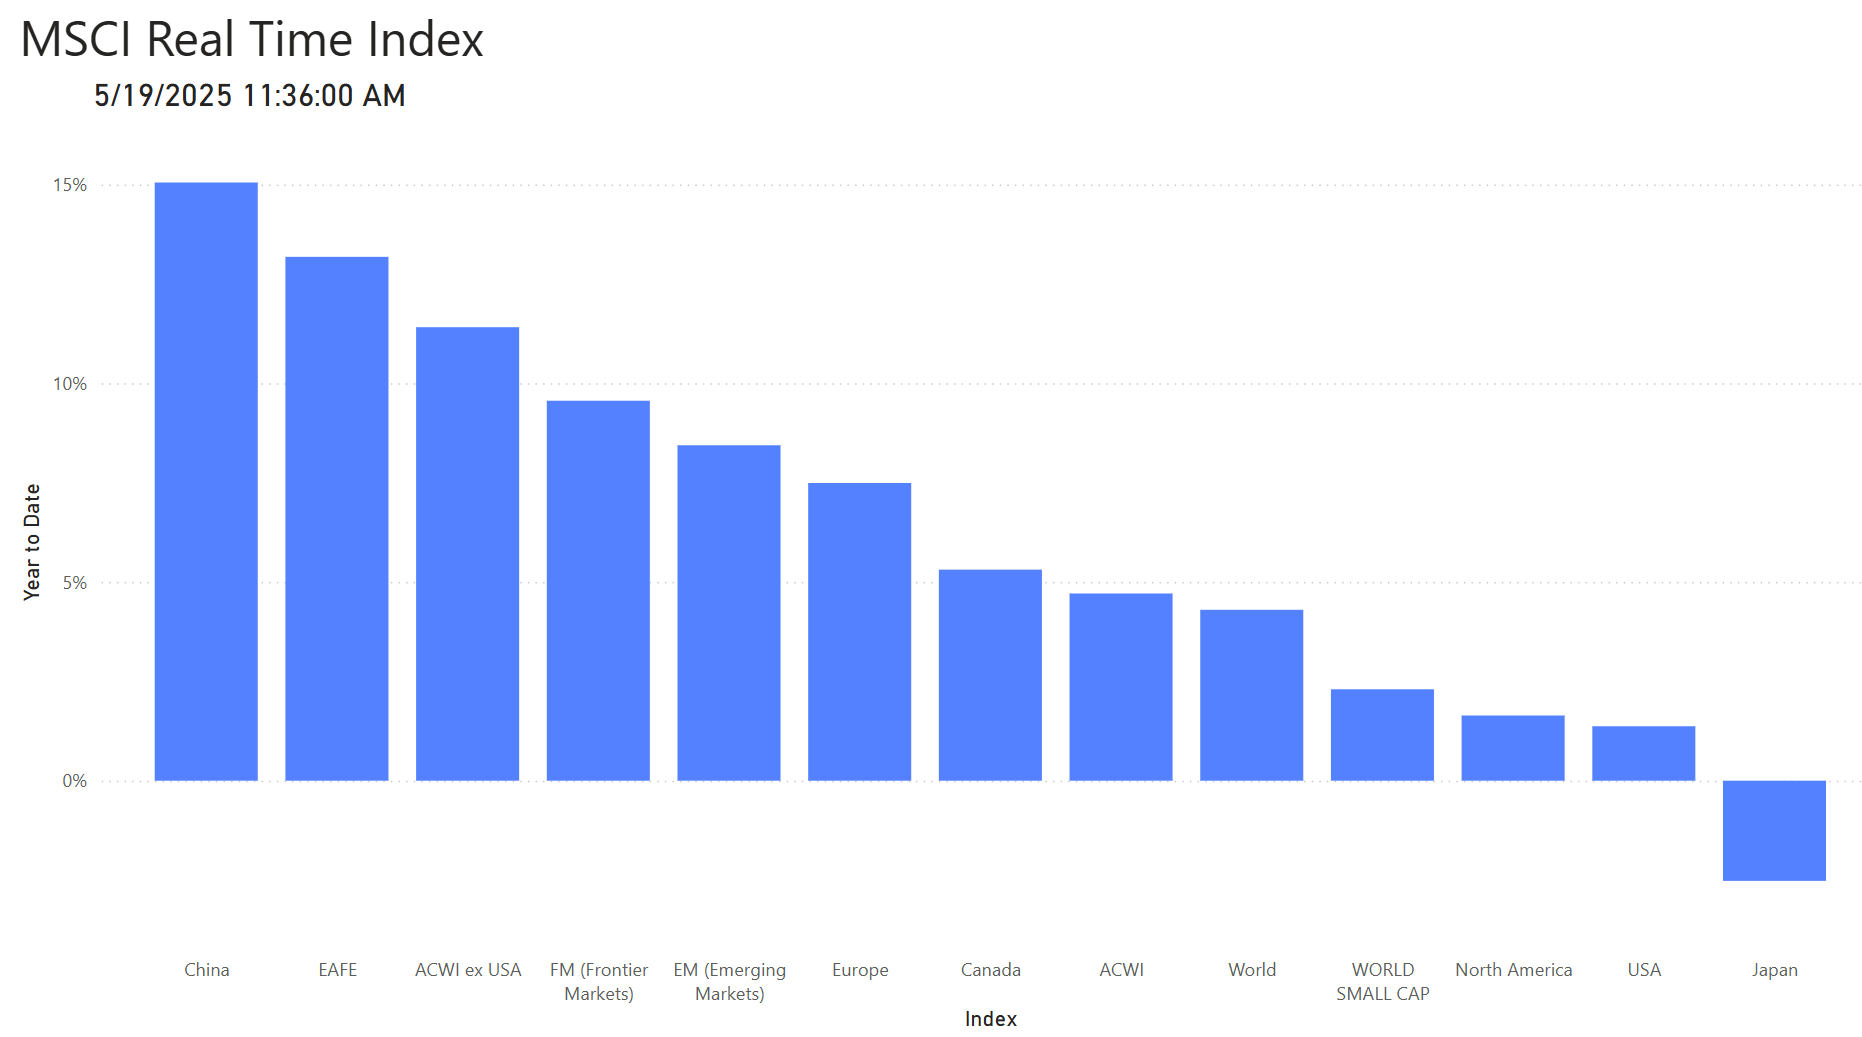 MSCI Real Time Index
5/19/2025 11:36:00 AM
15%
10%
5%
0%
Year to Date
China
EAFE
ACWI ex USA
FM (Frontier
Markets)
EM (Emerging
Markets)
Europe
Canada
ACWI
World
WORLD
SMALL CAP
North America
USA
Japan
Index